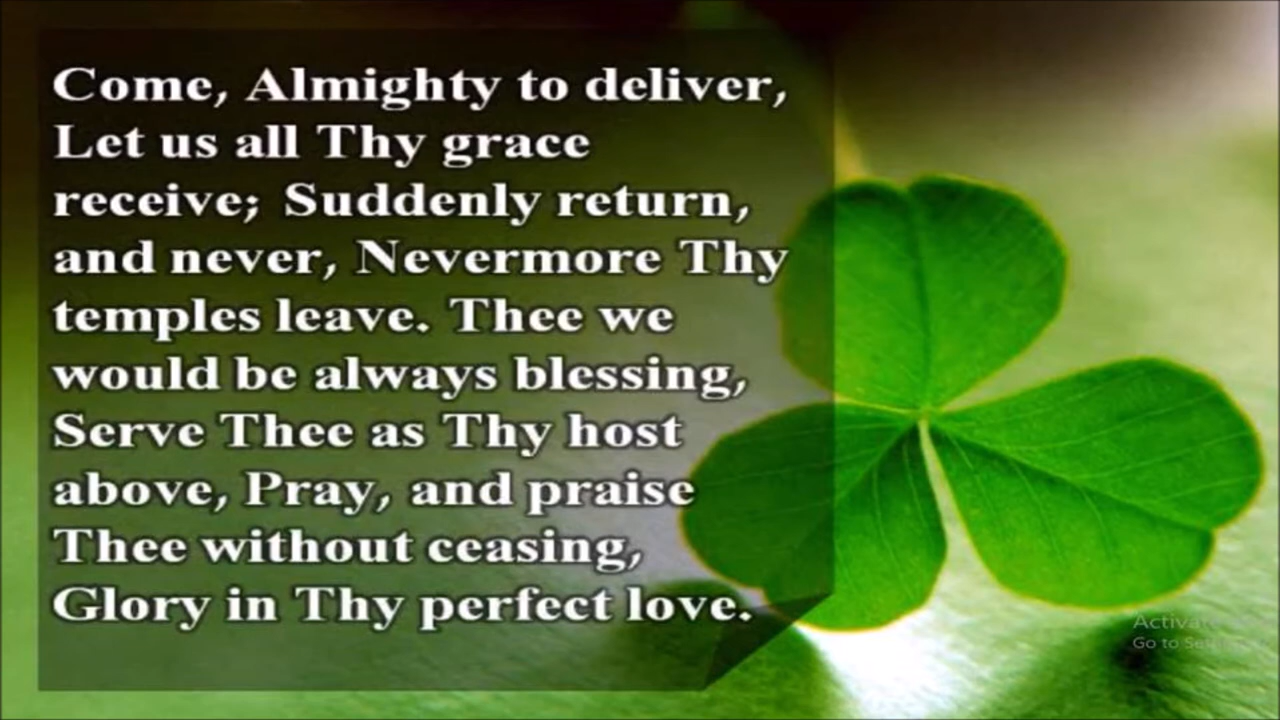 Come, Almighty to deliver,
Let us all Thy grace
receive; Suddenly return,
and never, Nevermore Thy
temples leave. Thee we
would be always blessing,
Serve Thee as Thy host
above, Pray, and praise
Thee without ceasing,
Glory in Thy perfect love.
Go to